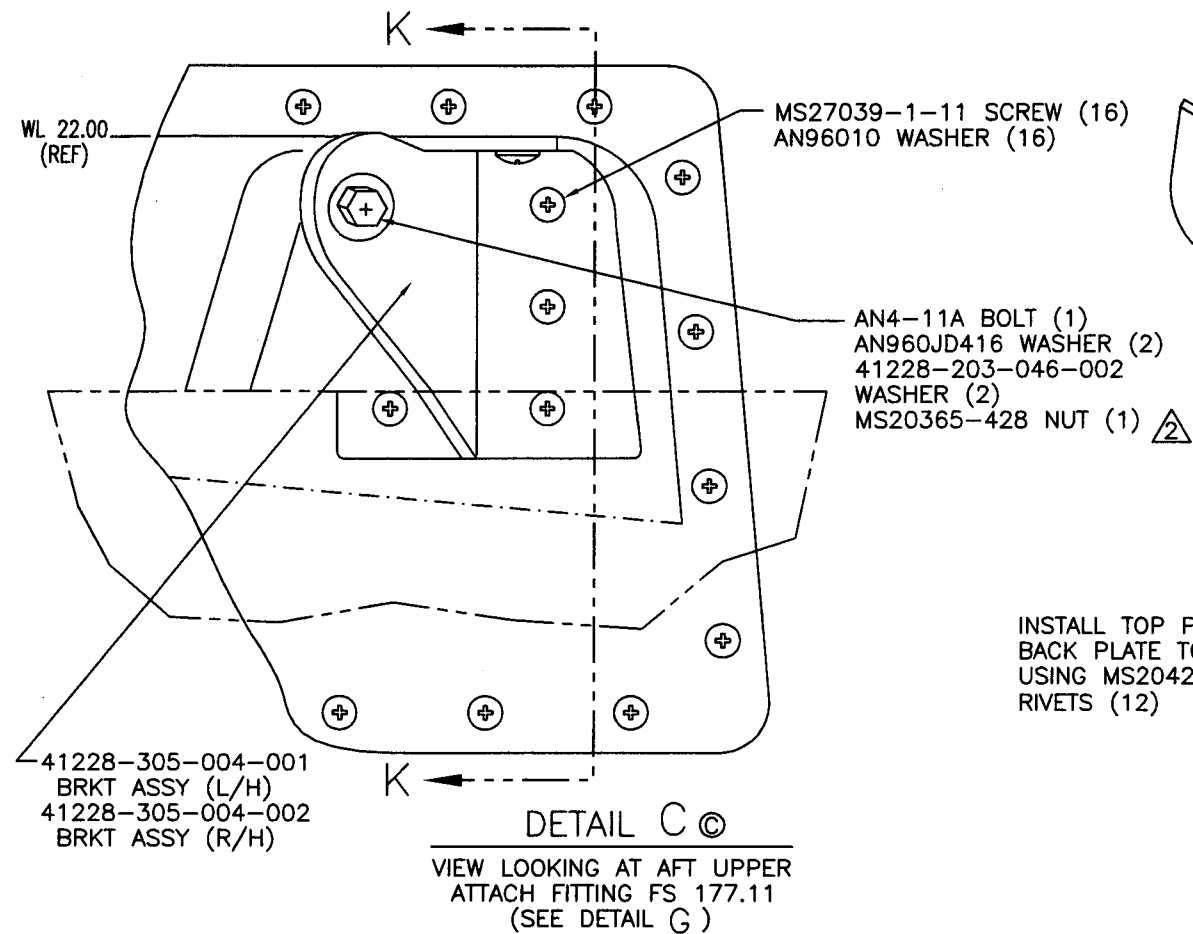 K
WL 22.00
(REF)
MS27039-1-11 SCREW (16)
AN96010 WASHER (16)
AN4-11A BOLT (1)
AN960JD416 WASHER (2)
41228-203-046-002
WASHER (2)
MS20365-428 NUT (1) 2
INSTALL TOP P
BACK PLATE TO
USING MS2042
RIVETS (12)
41228-305-004-001
BRKT ASSY (L/H)
41228-305-004-002
BRKT ASSY (R/H)
K
DETAIL C ©
VIEW LOOKING AT AFT UPPER
ATTACH FITTING FS 177.11
(SEE DETAIL G )